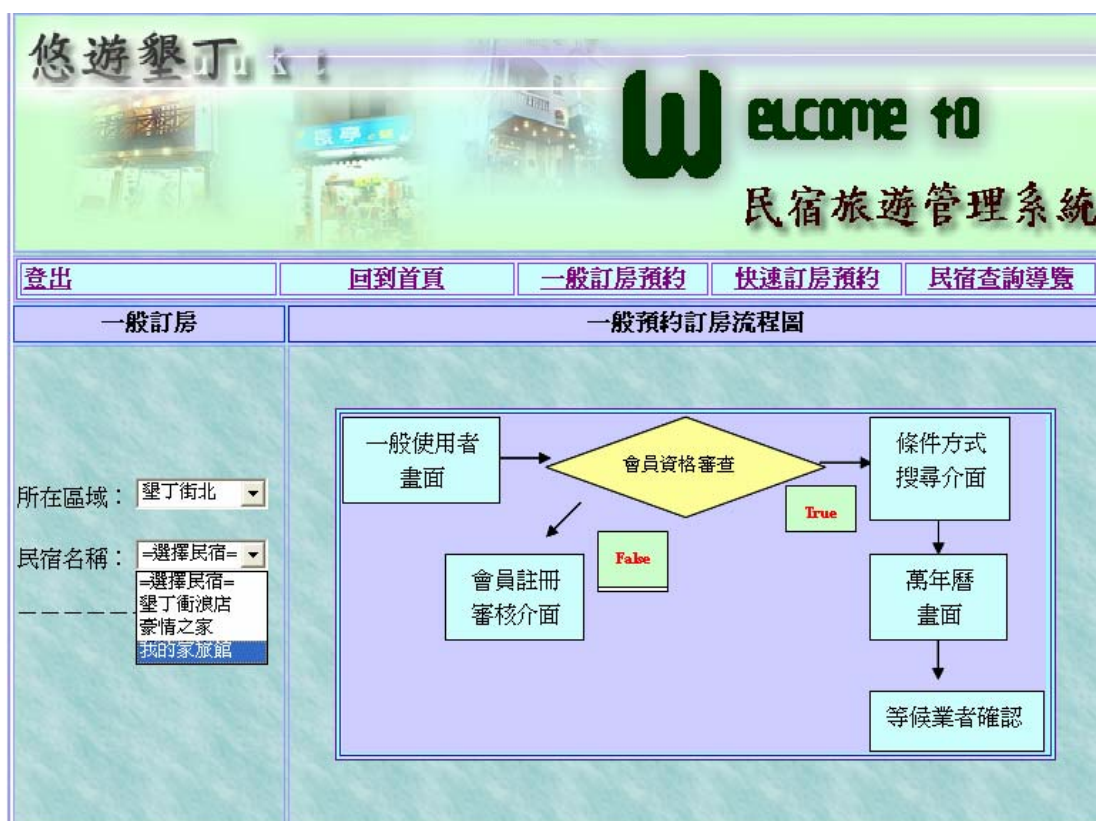 悠遊墾丁
Welcome to
民宿旅遊管理系統
登出
回到首頁
一般訂房預約
快速訂房預約
民宿查詢導覽
一般訂房
一般預約訂房流程圖
所在區域：
墾丁街北
民宿名稱：
=選擇民宿=
=選擇民宿=
墾丁衝浪店
豪情之家
我的家旅館
一般使用者
畫面
會員資格審查
條件方式
搜尋介面
True
False
會員註冊
審核介面
萬年曆
畫面
等候業者確認